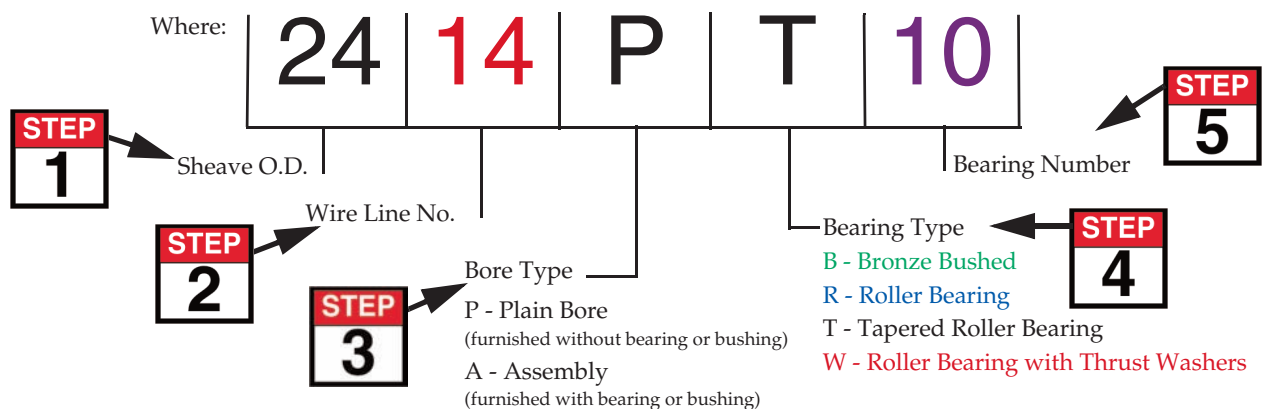 Where:
24 14 P T 10
STEP
1
Sheave O.D.
STEP
2
Wire Line No.
STEP
3
Bore Type
P - Plain Bore
(furnished without bearing or bushing)
A - Assembly
(furnished with bearing or bushing)
STEP
4
Bearing Type
B - Bronze Bushed
R - Roller Bearing
T - Tapered Roller Bearing
W - Roller Bearing with Thrust Washers
STEP
5
Bearing Number